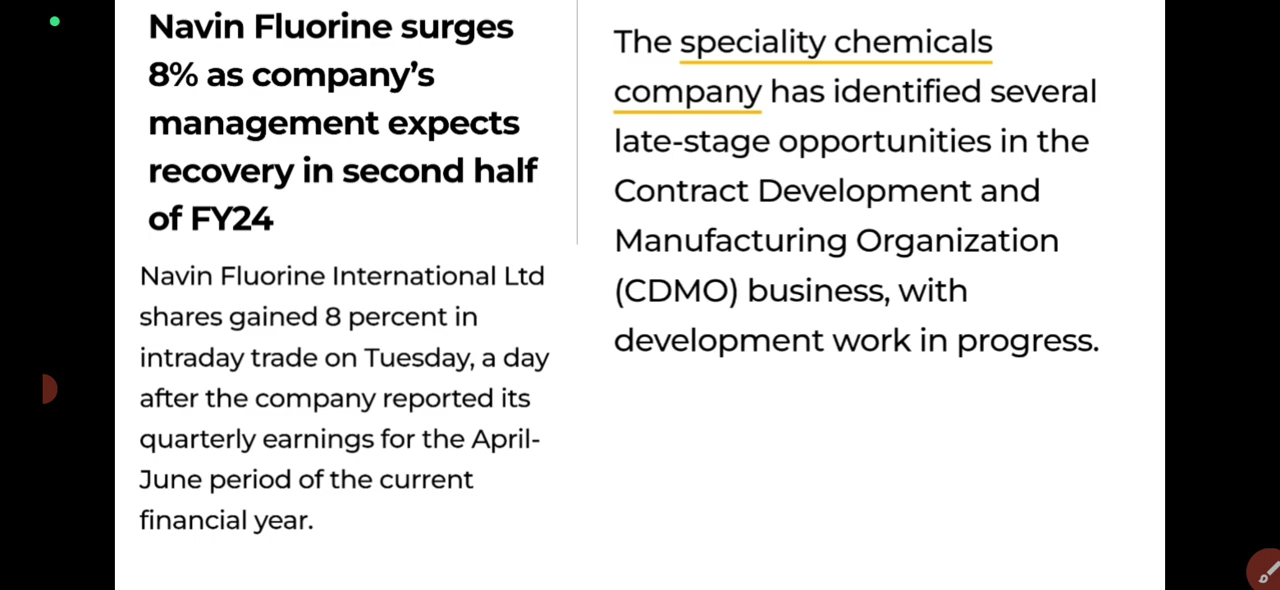 Navin Fluorine surges
8% as company’s
management expects
recovery in second half
of FY24
Navin Fluorine International Ltd
shares gained 8 percent in
intraday trade on Tuesday, a day
after the company reported its
quarterly earnings for the April-
June period of the current
financial year.
The speciality chemicals
company has identified several
late-stage opportunities in the
Contract Development and
Manufacturing Organization
(CDMO) business, with
development work in progress.